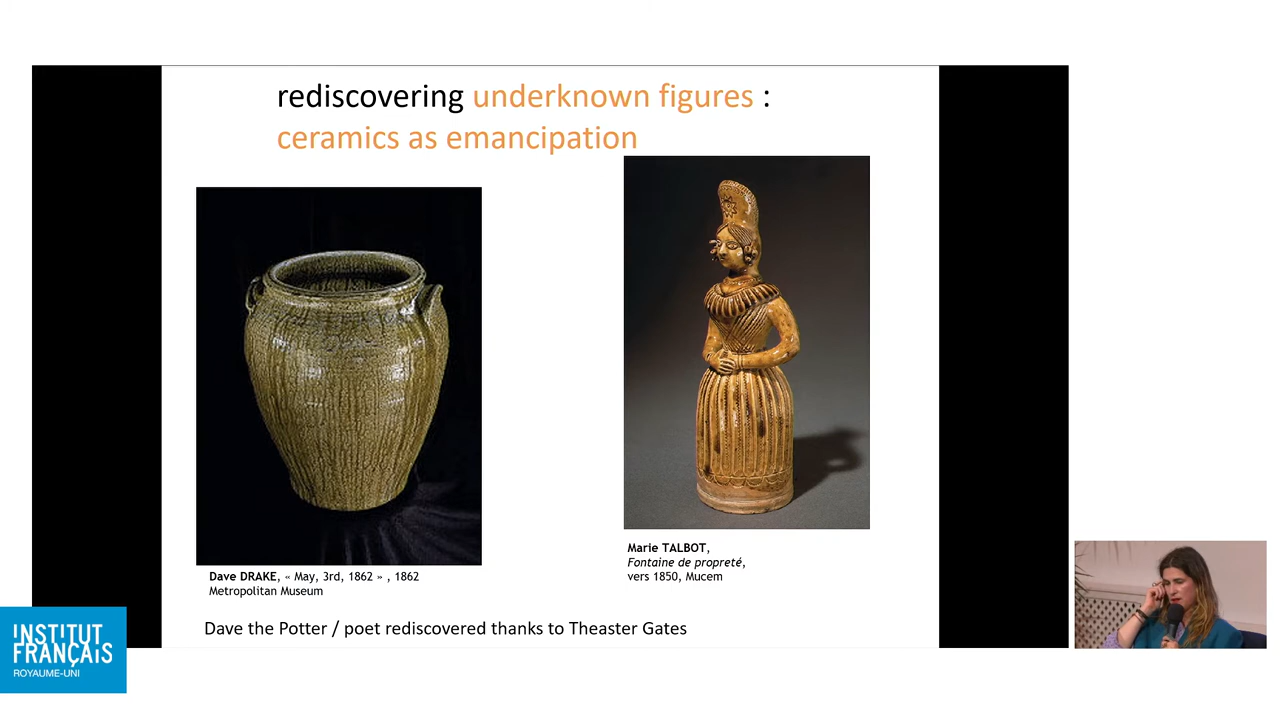 rediscovering underknown figures :
ceramics as emancipation
Dave DRAKE, « May, 3rd, 1862 » , 1862
Metropolitan Museum
Marie TALBOT,
Fontaine de propreté,
vers 1850, Mucem
Dave the Potter / poet rediscovered thanks to Theaster Gates
INSTITUT
FRANÇAIS
ROYAUME-UNI